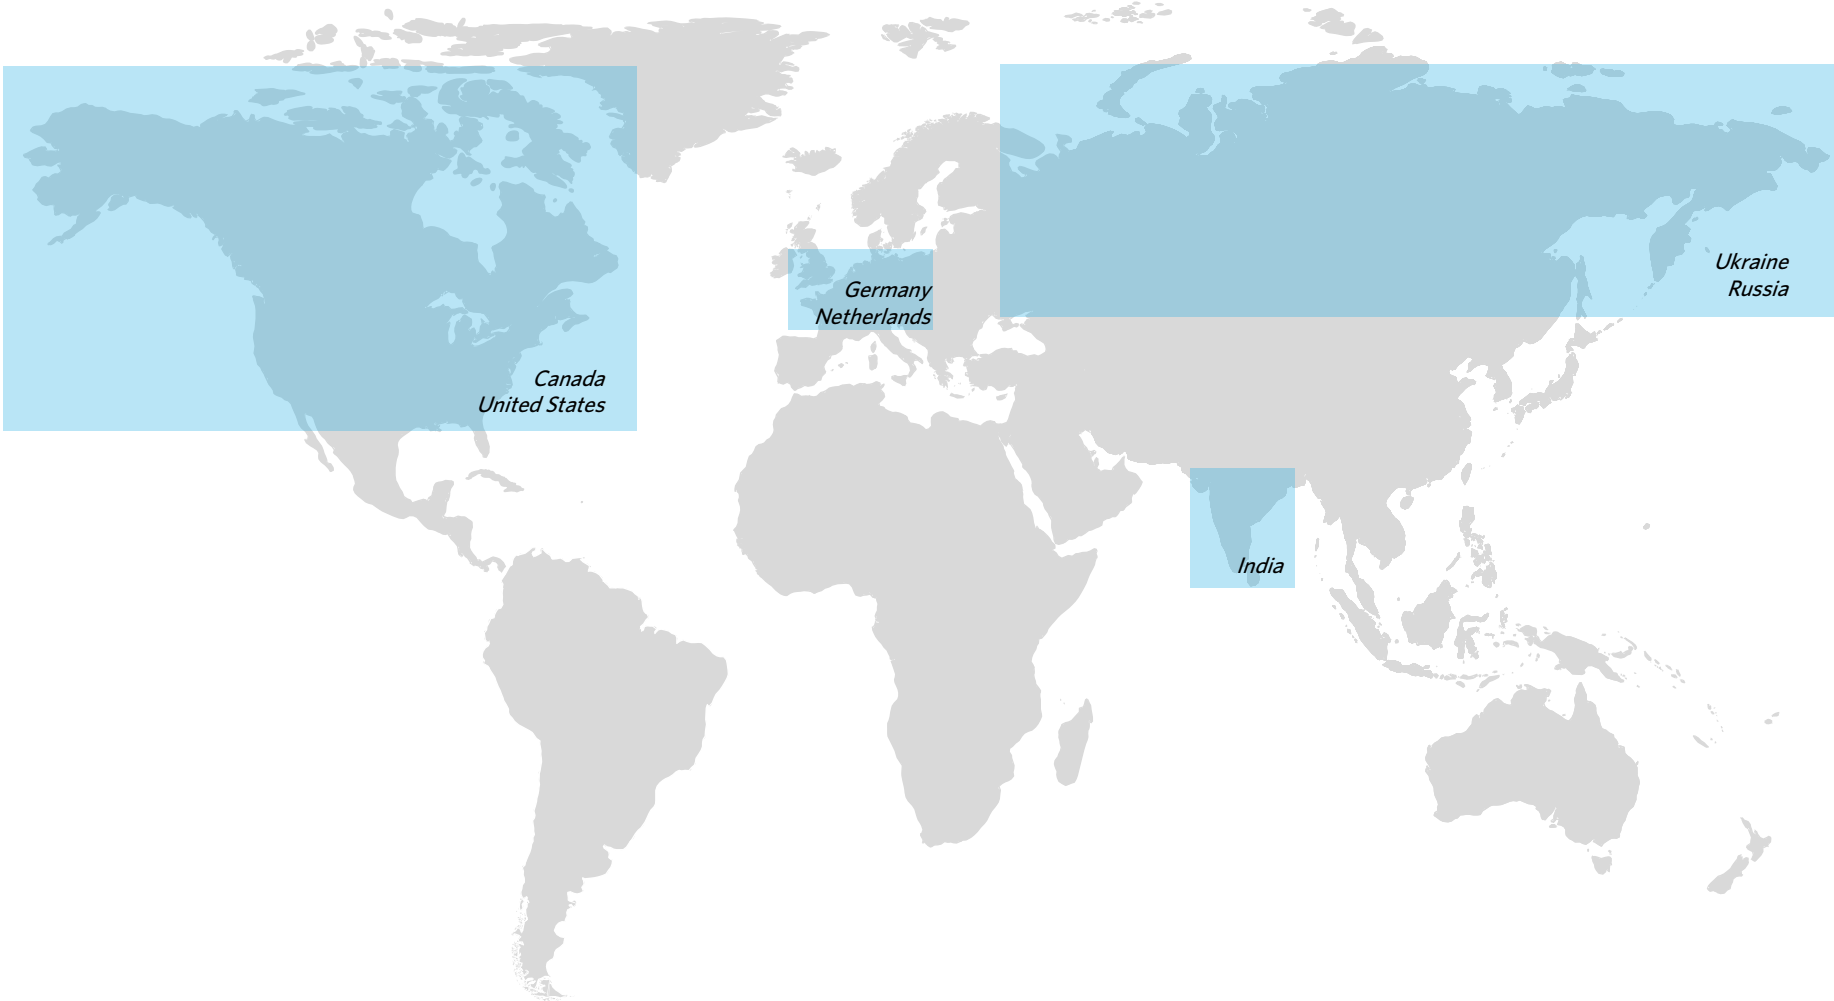 Ukraine
Russia
Germany
Netherlands
Canada
United States
India